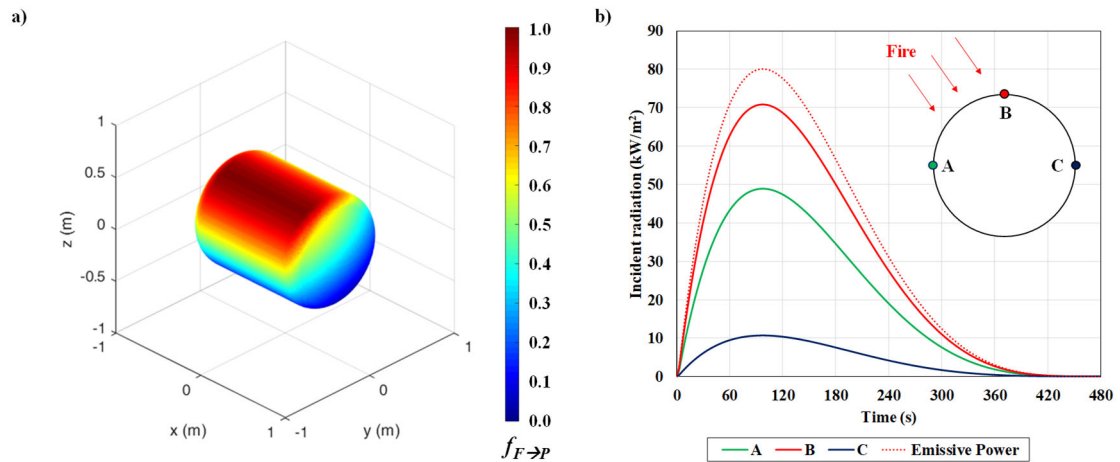 a)
1
0.5
0
-0.5
-1
-1
0
1
-1
0
1
z (m)
x (m)
y (m)
1.0
0.9
0.8
0.7
0.6
0.5
0.4
0.3
0.2
0.1
0.0
f_{F→P}
b)
Incident radiation (kW/m²)
90
80
70
60
50
40
30
20
10
0
0 60 120 180 240 300 360 420 480
Time (s)
Fire
B
A
C
A B C Emissive Power